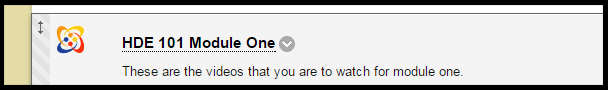 HDE 101 Module One
These are the videos that you are to watch for module one.